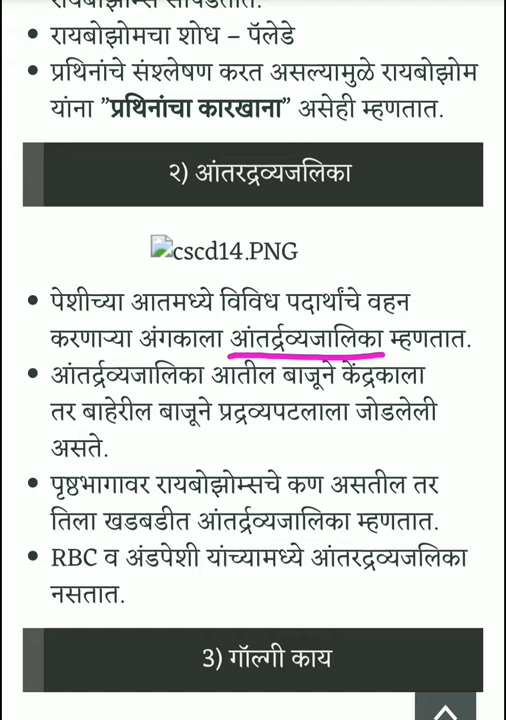 रायबोझोम्स सापडतात.
• रायबोझोमचा शोध – पॅलेडे
• प्रथिनांचे संश्लेषण करत असल्यामुळे रायबोझोम
यांना ”प्रथिनांचा कारखाना” असेही म्हणतात.
२) आंतरद्रव्यजलिका
cscd14.PNG
• पेशीच्या आतमध्ये विविध पदार्थांचे वहन
करणाऱ्या अंगकाला आंतर्द्रव्यजालिका म्हणतात.
• आंतर्द्रव्यजालिका आतील बाजूने केंद्रकाला
तर बाहेरील बाजूने प्रद्रव्यपटलाला जोडलेली
असते.
• पृष्ठभागावर रायबोझोम्सचे कण असतील तर
तिला खडबडीत आंतर्द्रव्यजालिका म्हणतात.
• RBC व अंडपेशी यांच्यामध्ये आंतरद्रव्यजलिका
नसतात.
3) गॉल्गी काय